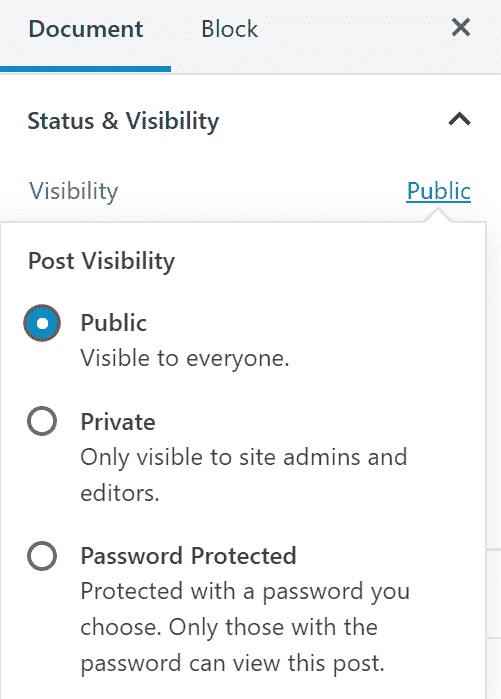 Document Block
Status & Visibility
Visibility Public
Post Visibility
Public
Visible to everyone.
Private
Only visible to site admins and
editors.
Password Protected
Protected with a password you
choose. Only those with the
password can view this post.